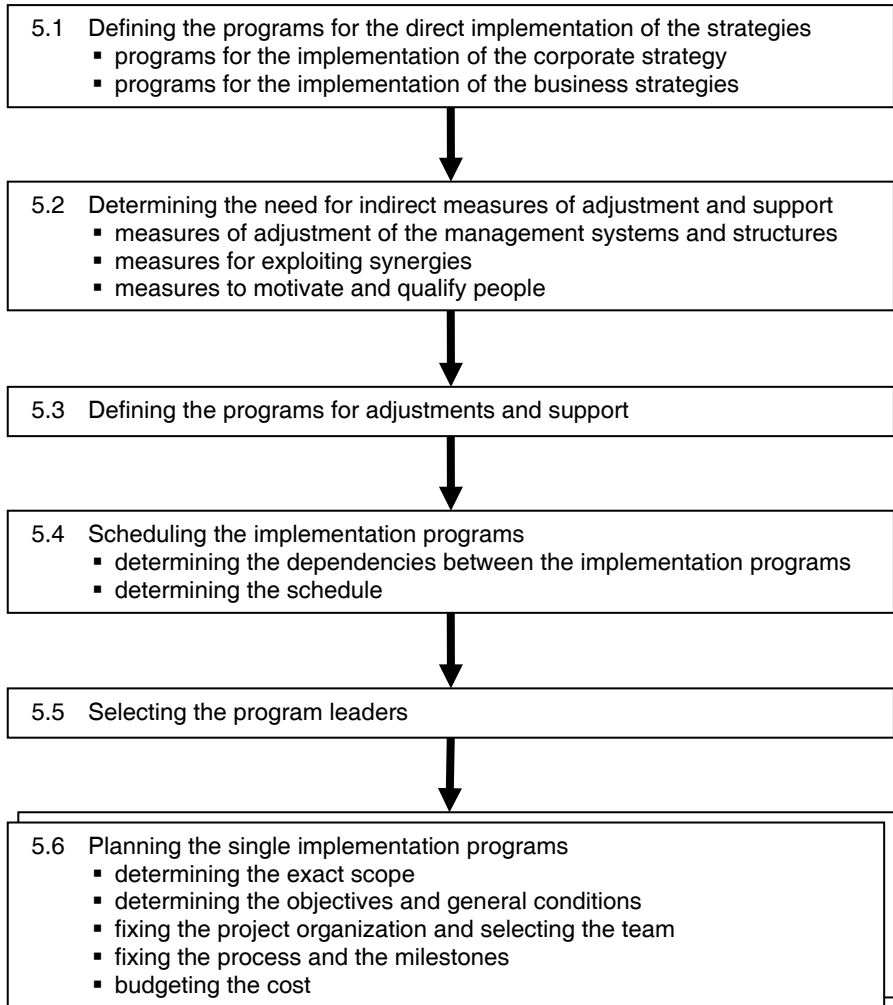 5.1 Defining the programs for the direct implementation of the strategies
▪ programs for the implementation of the corporate strategy
▪ programs for the implementation of the business strategies
5.2 Determining the need for indirect measures of adjustment and support
▪ measures of adjustment of the management systems and structures
▪ measures for exploiting synergies
▪ measures to motivate and qualify people
5.3 Defining the programs for adjustments and support
5.4 Scheduling the implementation programs
▪ determining the dependencies between the implementation programs
▪ determining the schedule
5.5 Selecting the program leaders
5.6 Planning the single implementation programs
▪ determining the exact scope
▪ determining the objectives and general conditions
▪ fixing the project organization and selecting the team
▪ fixing the process and the milestones
▪ budgeting the cost